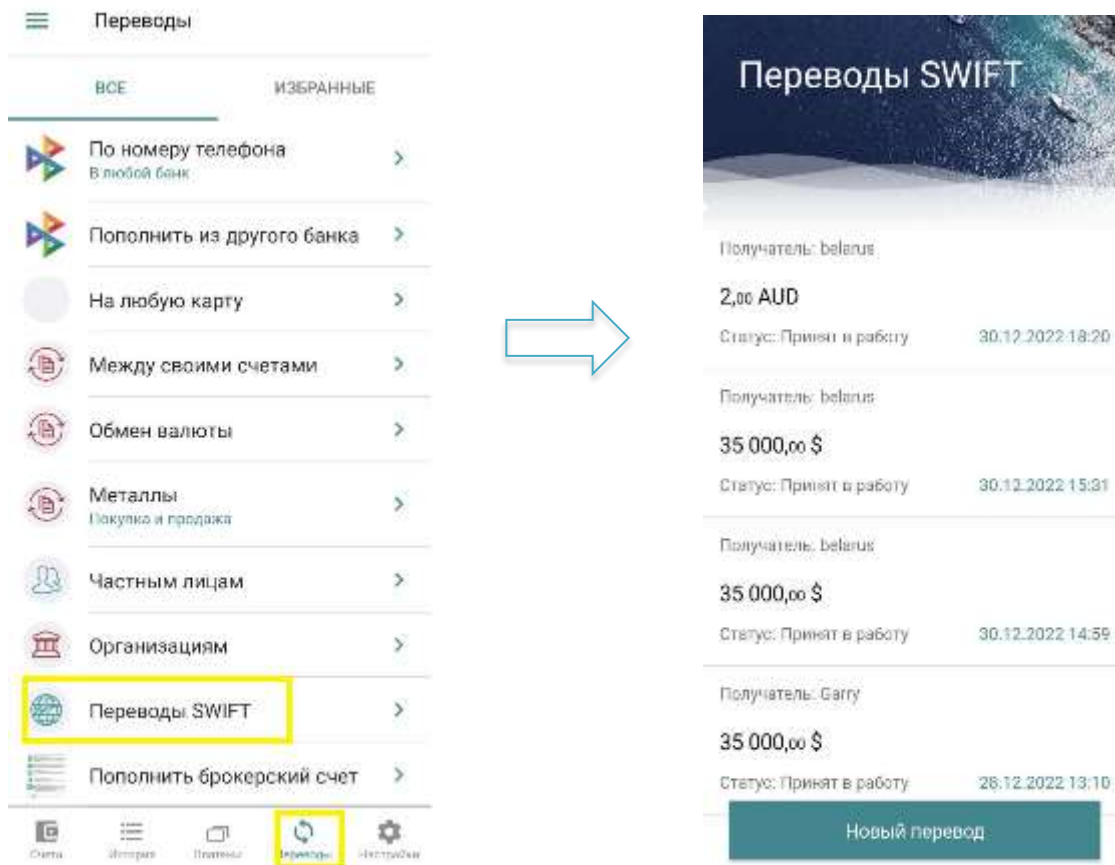 Переводы
ВСЕ ИЗБРАННЫЕ
По номеру телефона
В любой банк
Пополнить из другого банка
На любую карту
Между своими счетами
Обмен валюты
Металлы
Покупка и продажа
Частным лицам
Организациям
Переводы SWIFT
Пополнить брокерский счет
Счета История Платежи Переводы Настройки
Переводы SWIFT
Получатель: belarus
2,00 AUD
Статус: Принят в работу 30.12.2022 18:20
Получатель: belarus
35 000,00 $
Статус: Принят в работу 30.12.2022 15:31
Получатель: belarus
35 000,00 $
Статус: Принят в работу 30.12.2022 14:59
Получатель: Garry
35 000,00 $
Статус: Принят в работу 28.12.2022 13:10
Новый перевод